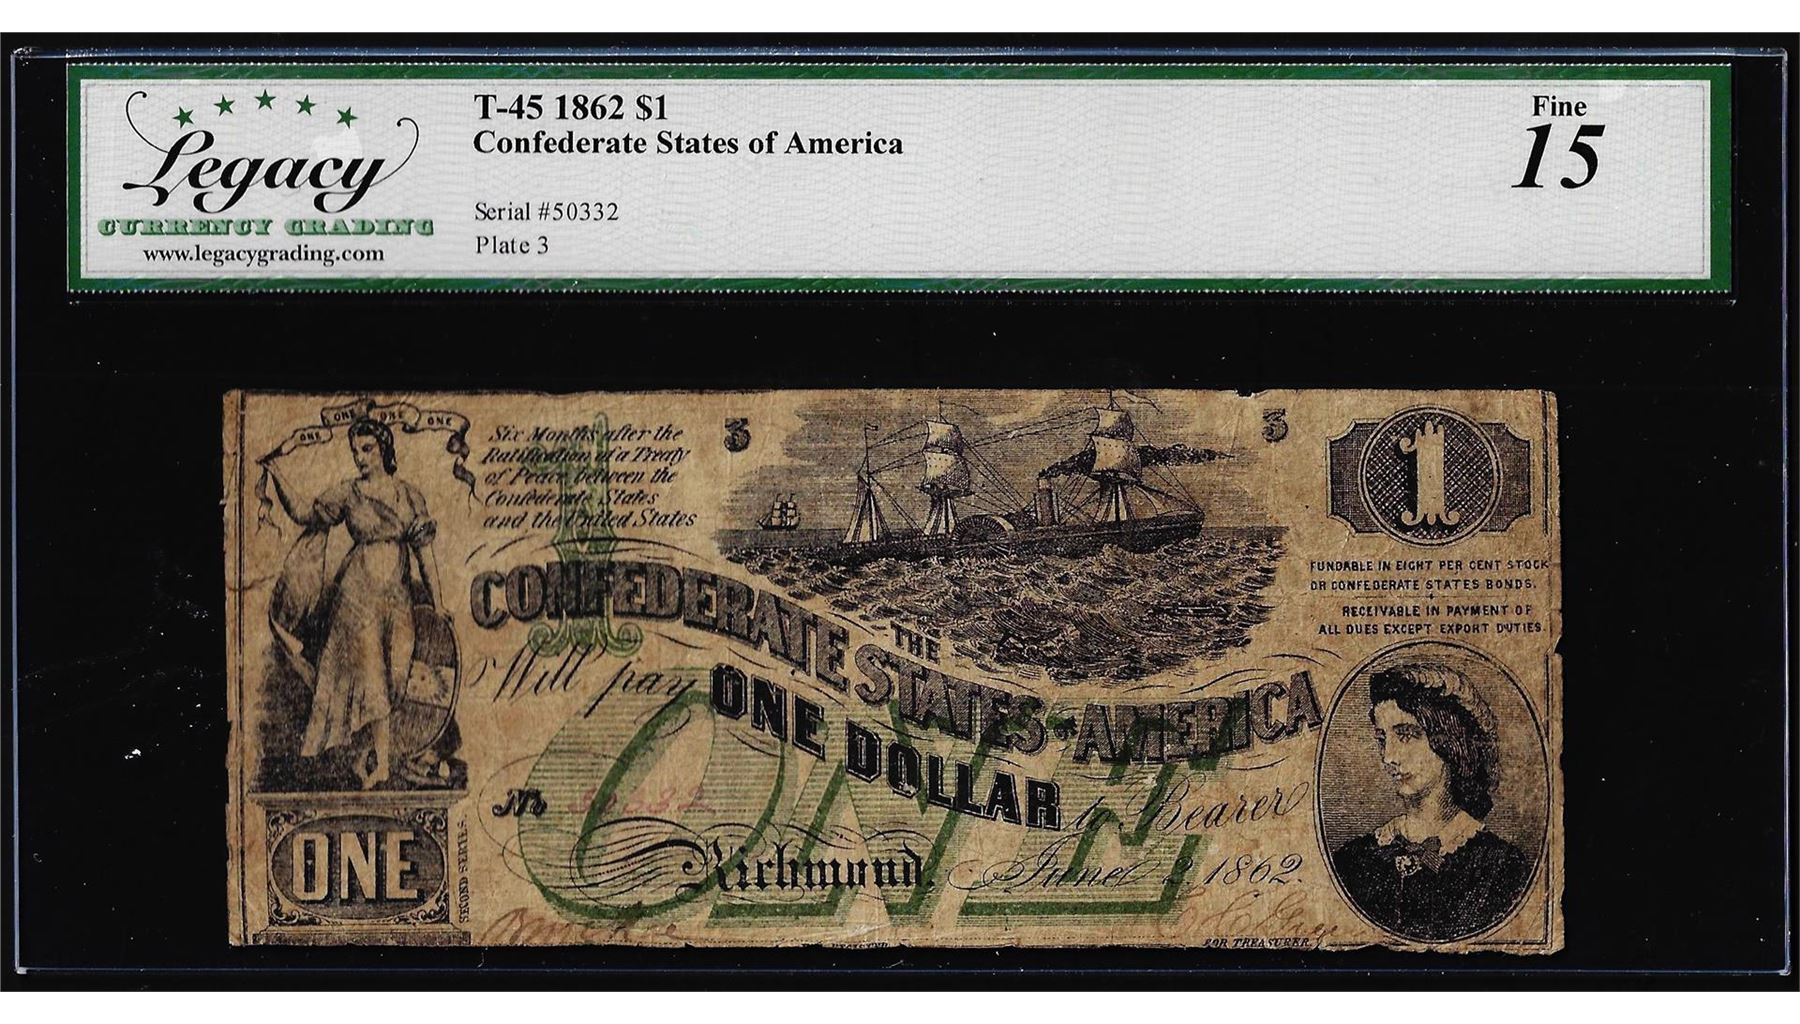 Legacy
CURRENCY GRADING
www.legacygrading.com
T-45 1862 $1
Confederate States of America
Serial #50332
Plate 3
Fine
15
ONE ONE ONE ONE
Six Months after the
Ratification of a Treaty
of Peace between the
Confederate States
and the United States
3
3
1
1
FUNDABLE IN EIGHT PER CENT STOCK
OR CONFEDERATE STATES BONDS.
RECEIVABLE IN PAYMENT OF
ALL DUES EXCEPT EXPORT DUTIES.
THE
CONFEDERATE STATES OF AMERICA
Will pay ONE DOLLAR to Bearer
ONE
No 50332
Richmond, June 2, 1862.
ONE
SECOND SERIES.
FOR TREASURER